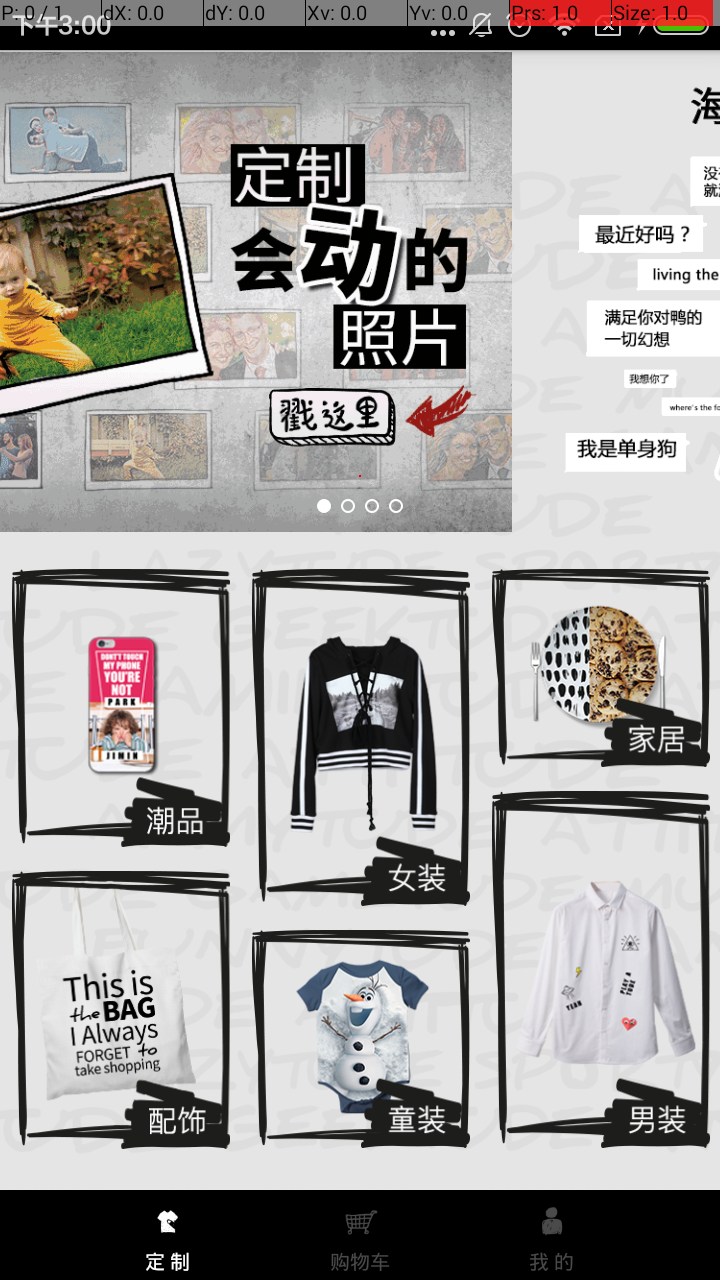 P: 0 / 1 dX: 0.0 dY: 0.0 Xv: 0.0 Yv: 0.0 Prs: 1.0 Size: 1.0
下午3:00
定制
会动的
照片
戳这里
海
没
就
最近好吗？
living the
满足你对鸭的
一切幻想
我想你了
where's the fo
我是单身狗
DON'T TOUCH
MY PHONE
YOU'RE
NOT
PARK
JIMIN
潮品
女装
家居
This is
the BAG
I Always
FORGET to
take shopping
配饰
童装
YEAH
PLAY A
TUDE
男装
定制
购物车
我的